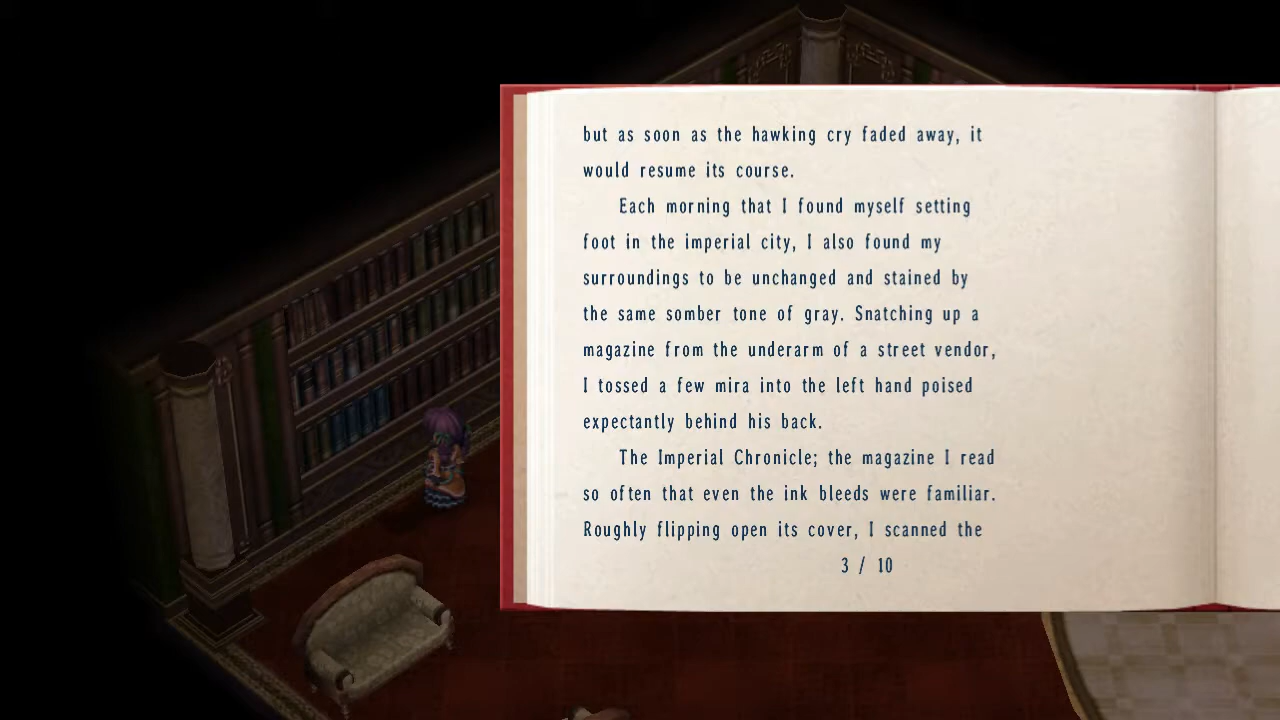 but as soon as the hawking cry faded away, it
would resume its course.
Each morning that I found myself setting
foot in the imperial city, I also found my
surroundings to be unchanged and stained by
the same somber tone of gray. Snatching up a
magazine from the underarm of a street vendor,
I tossed a few mira into the left hand poised
expectantly behind his back.
The Imperial Chronicle; the magazine I read
so often that even the ink bleeds were familiar.
Roughly flipping open its cover, I scanned the
3 / 10